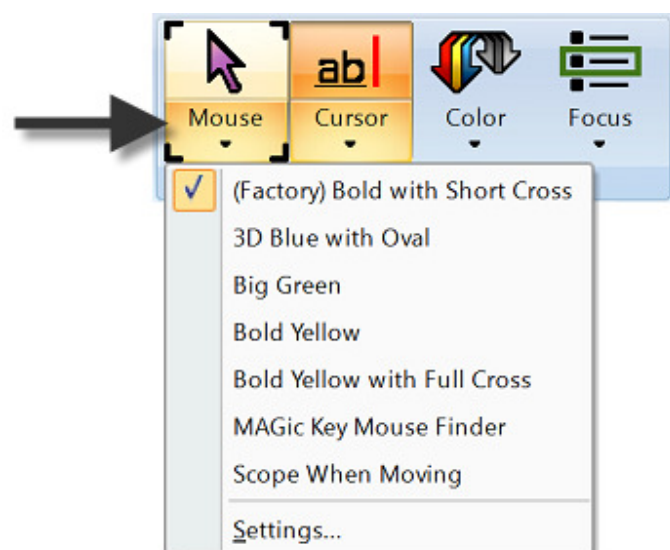 ab
Mouse Cursor Color Focus
(Factory) Bold with Short Cross
3D Blue with Oval
Big Green
Bold Yellow
Bold Yellow with Full Cross
MAGic Key Mouse Finder
Scope When Moving
Settings...